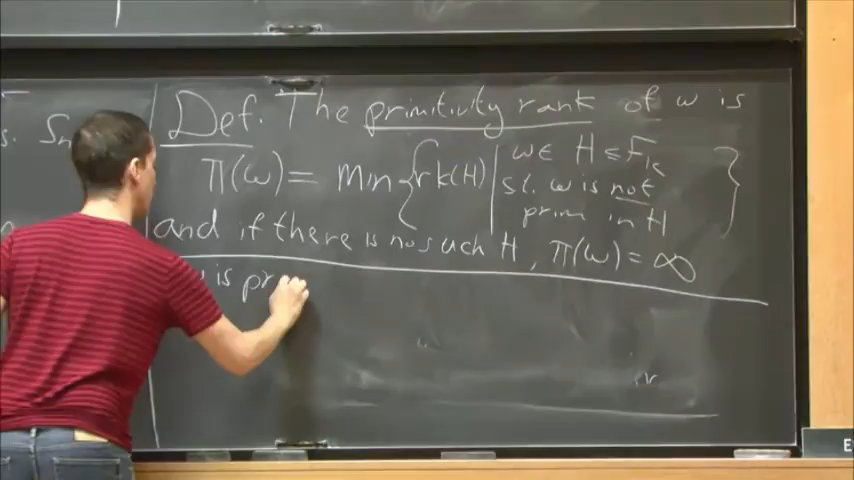 s. Sn
Def. The primitivity rank of w is
π(w) = min { rk(H) | w∈ H ≤ F_k
s.t. w is not
prim in H }
and if there is no such H, π(w) = ∞
is pr